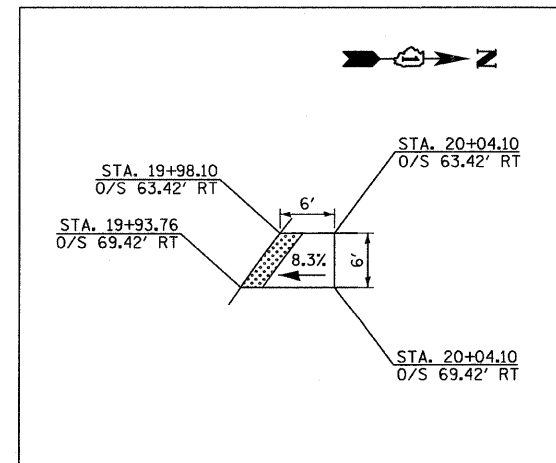 N
STA. 20+04.10
O/S 63.42' RT
STA. 19+98.10
O/S 63.42' RT
6'
STA. 19+93.76
O/S 69.42' RT
8.3%
6'
STA. 20+04.10
O/S 69.42' RT